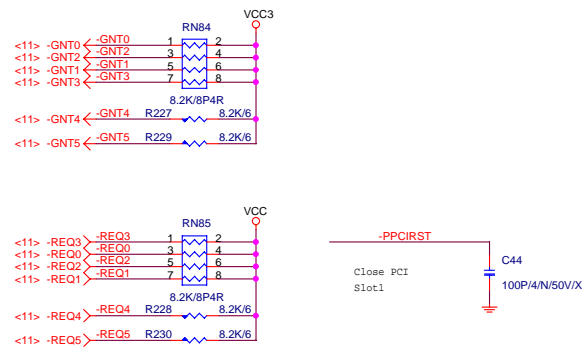 VCC3
RN84
<11> -GNT0 -GNT0 1 2
<11> -GNT2 -GNT2 3 4
<11> -GNT1 -GNT1 5 6
<11> -GNT3 -GNT3 7 8
8.2K/8P4R
<11> -GNT4 -GNT4 R227 8.2K/6
<11> -GNT5 -GNT5 R229 8.2K/6
VCC
RN85
<11> -REQ3 -REQ3 1 2
<11> -REQ0 -REQ0 3 4
<11> -REQ2 -REQ2 5 6
<11> -REQ1 -REQ1 7 8
8.2K/8P4R
<11> -REQ4 -REQ4 R228 8.2K/6
<11> -REQ5 -REQ5 R230 8.2K/6
-PPCIRST
C44
100P/4/N/50V/X
Close PCI
Slot1